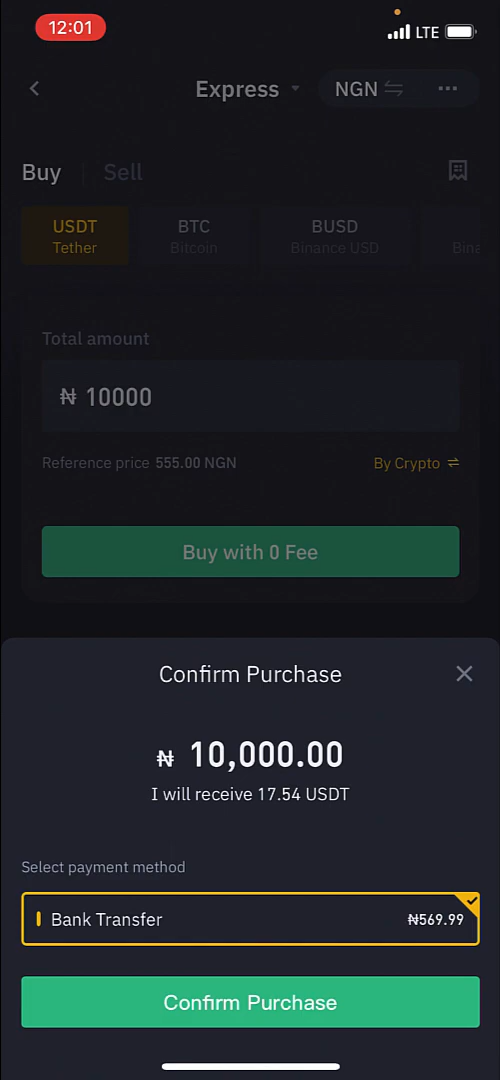 12:01
LTE
Express
NGN
Buy
Sell
USDT
Tether
BTC
Bitcoin
BUSD
Binance USD
Bina
Total amount
₦ 10000
Reference price 555.00 NGN
By Crypto
Buy with 0 Fee
Confirm Purchase
₦ 10,000.00
I will receive 17.54 USDT
Select payment method
Bank Transfer
₦569.99
Confirm Purchase